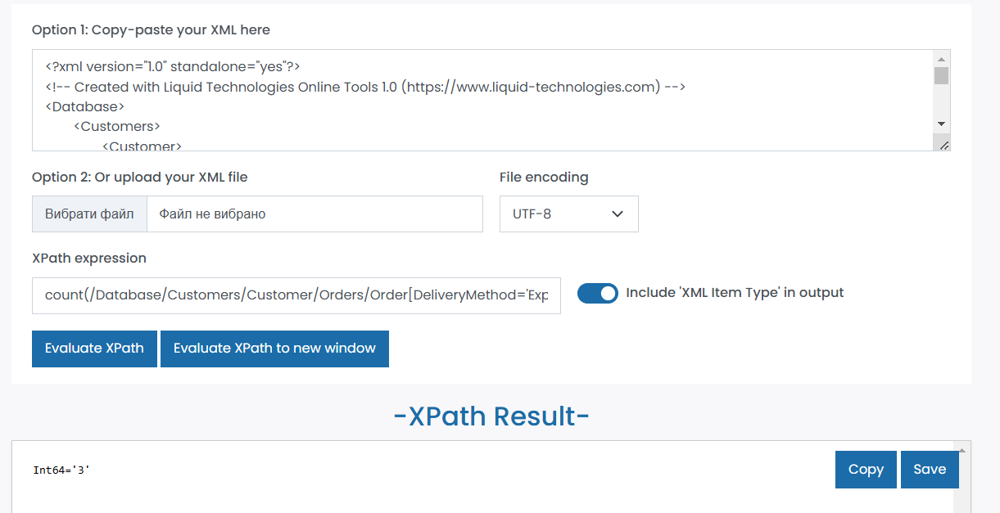 Option 1: Copy-paste your XML here
<?xml version="1.0" standalone="yes"?>
<!-- Created with Liquid Technologies Online Tools 1.0 (https://www.liquid-technologies.com) -->
<Database>
<Customers>
<Customer>
Option 2: Or upload your XML file
File encoding
Вибрати файл Файл не вибрано
UTF-8
XPath expression
count(/Database/Customers/Customer/Orders/Order[DeliveryMethod='Exp
Include 'XML Item Type' in output
Evaluate XPath Evaluate XPath to new window
-XPath Result-
Int64='3'
Copy Save